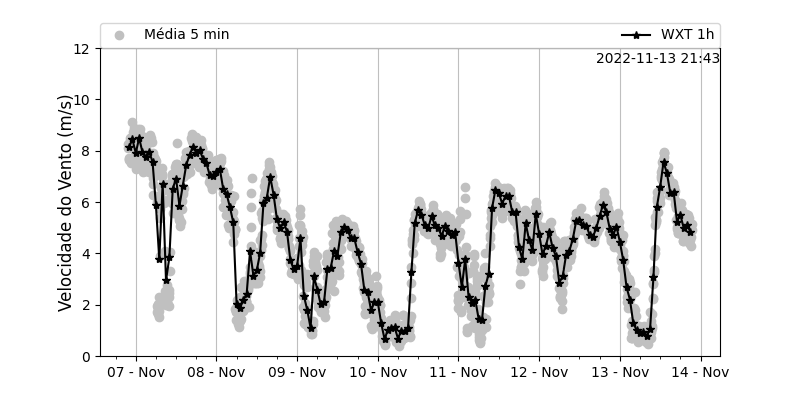 Média 5 min
WXT 1h
2022-11-13 21:43
Velocidade do Vento (m/s)
12
10
8
6
4
2
0
07 - Nov
08 - Nov
09 - Nov
10 - Nov
11 - Nov
12 - Nov
13 - Nov
14 - Nov